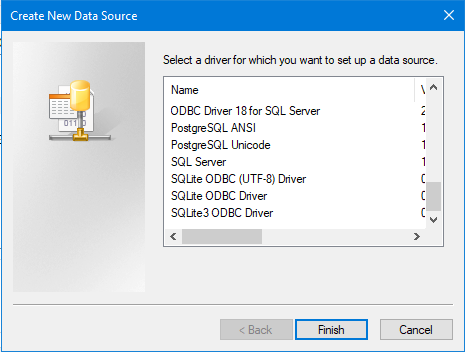 Create New Data Source
Select a driver for which you want to set up a data source.
Name
ODBC Driver 18 for SQL Server 2
PostgreSQL ANSI 1
PostgreSQL Unicode 1
SQL Server 1
SQLite ODBC (UTF-8) Driver 0
SQLite ODBC Driver 0
SQLite3 ODBC Driver 0
< Back Finish Cancel